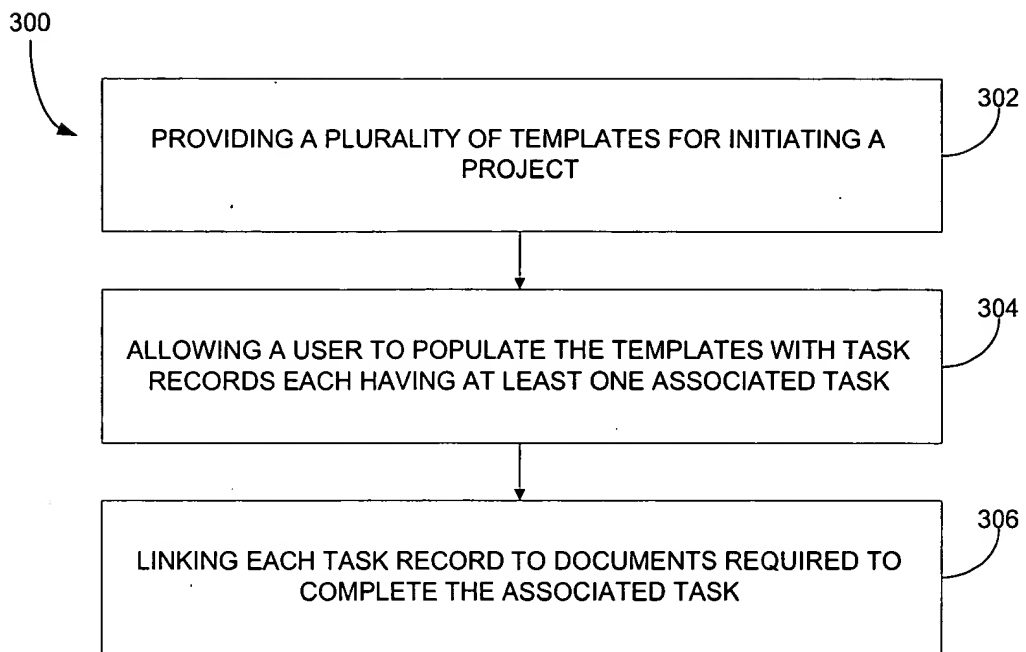 300
302
PROVIDING A PLURALITY OF TEMPLATES FOR INITIATING A
PROJECT
304
ALLOWING A USER TO POPULATE THE TEMPLATES WITH TASK
RECORDS EACH HAVING AT LEAST ONE ASSOCIATED TASK
306
LINKING EACH TASK RECORD TO DOCUMENTS REQUIRED TO
COMPLETE THE ASSOCIATED TASK